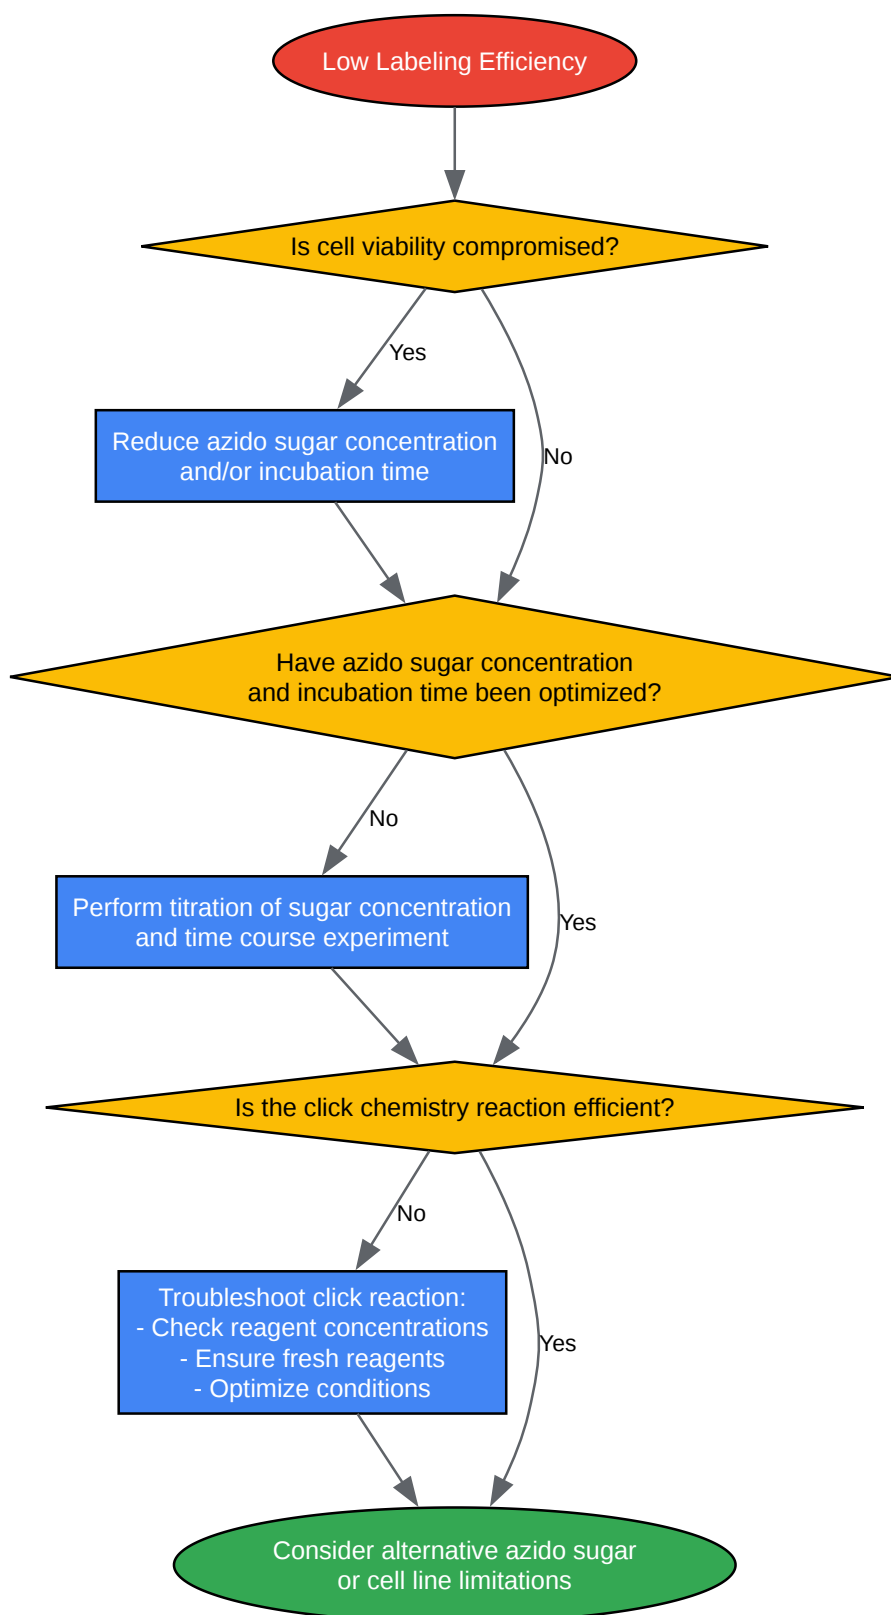 Low Labeling Efficiency
Is cell viability compromised?
Yes
Reduce azido sugar concentration
and/or incubation time
No
Have azido sugar concentration
and incubation time been optimized?
No
Perform titration of sugar concentration
and time course experiment
Yes
Is the click chemistry reaction efficient?
No
Troubleshoot click reaction:
- Check reagent concentrations
- Ensure fresh reagents
- Optimize conditions
Yes
Consider alternative azido sugar
or cell line limitations